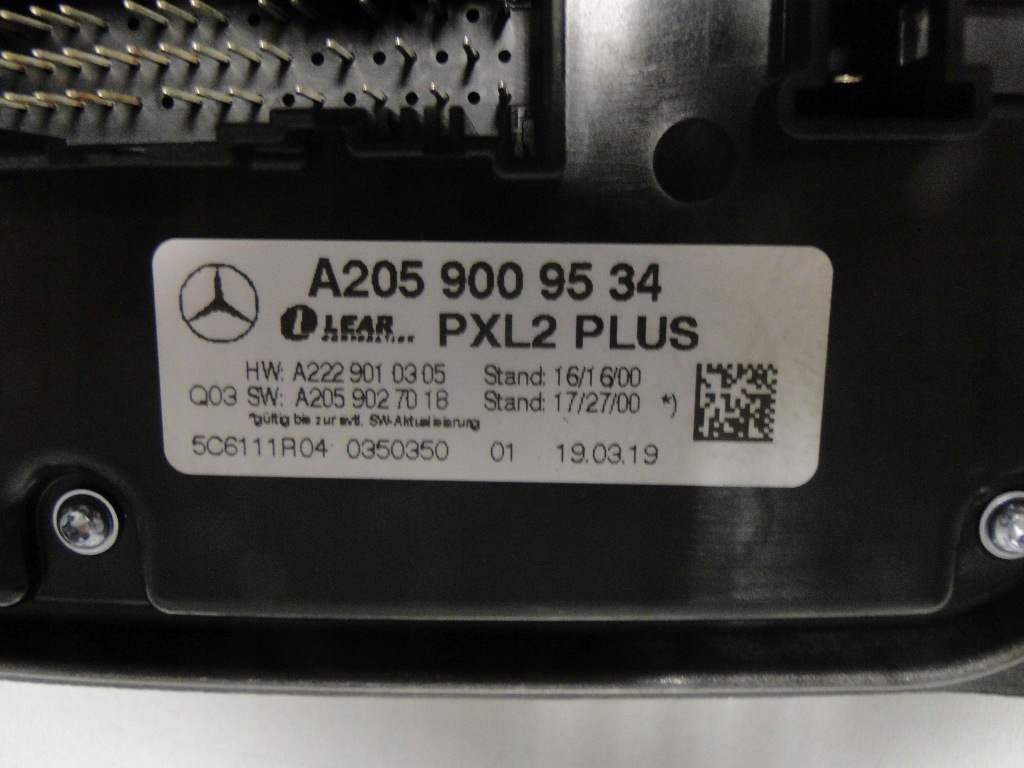 A205 900 95 34
LEAR CORPORATION PXL2 PLUS
HW: A222 901 03 05 Stand: 16/16/00
Q03 SW: A205 902 70 18 Stand: 17/27/00 *)
*gültig bis zur evtl. SW-Aktualisierung
5C6111R04 0350350 01 19.03.19